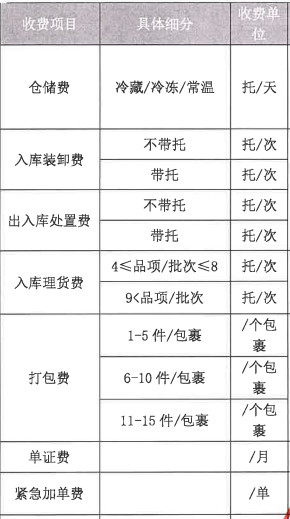 收费项目 具体细分 收费单
位
仓储费 冷藏/冷冻/常温 托/天
入库装卸费 不带托 托/次
带托 托/次
出入库处置费 不带托 托/次
带托 托/次
入库理货费 4≤品项/批次≤8 托/次
9<品项/批次 托/次
打包费 1-5 件/包裹 /个包
裹
6-10 件/包裹 /个包
裹
11-15 件/包裹 /个包
裹
单证费 /月
紧急加单费 /单